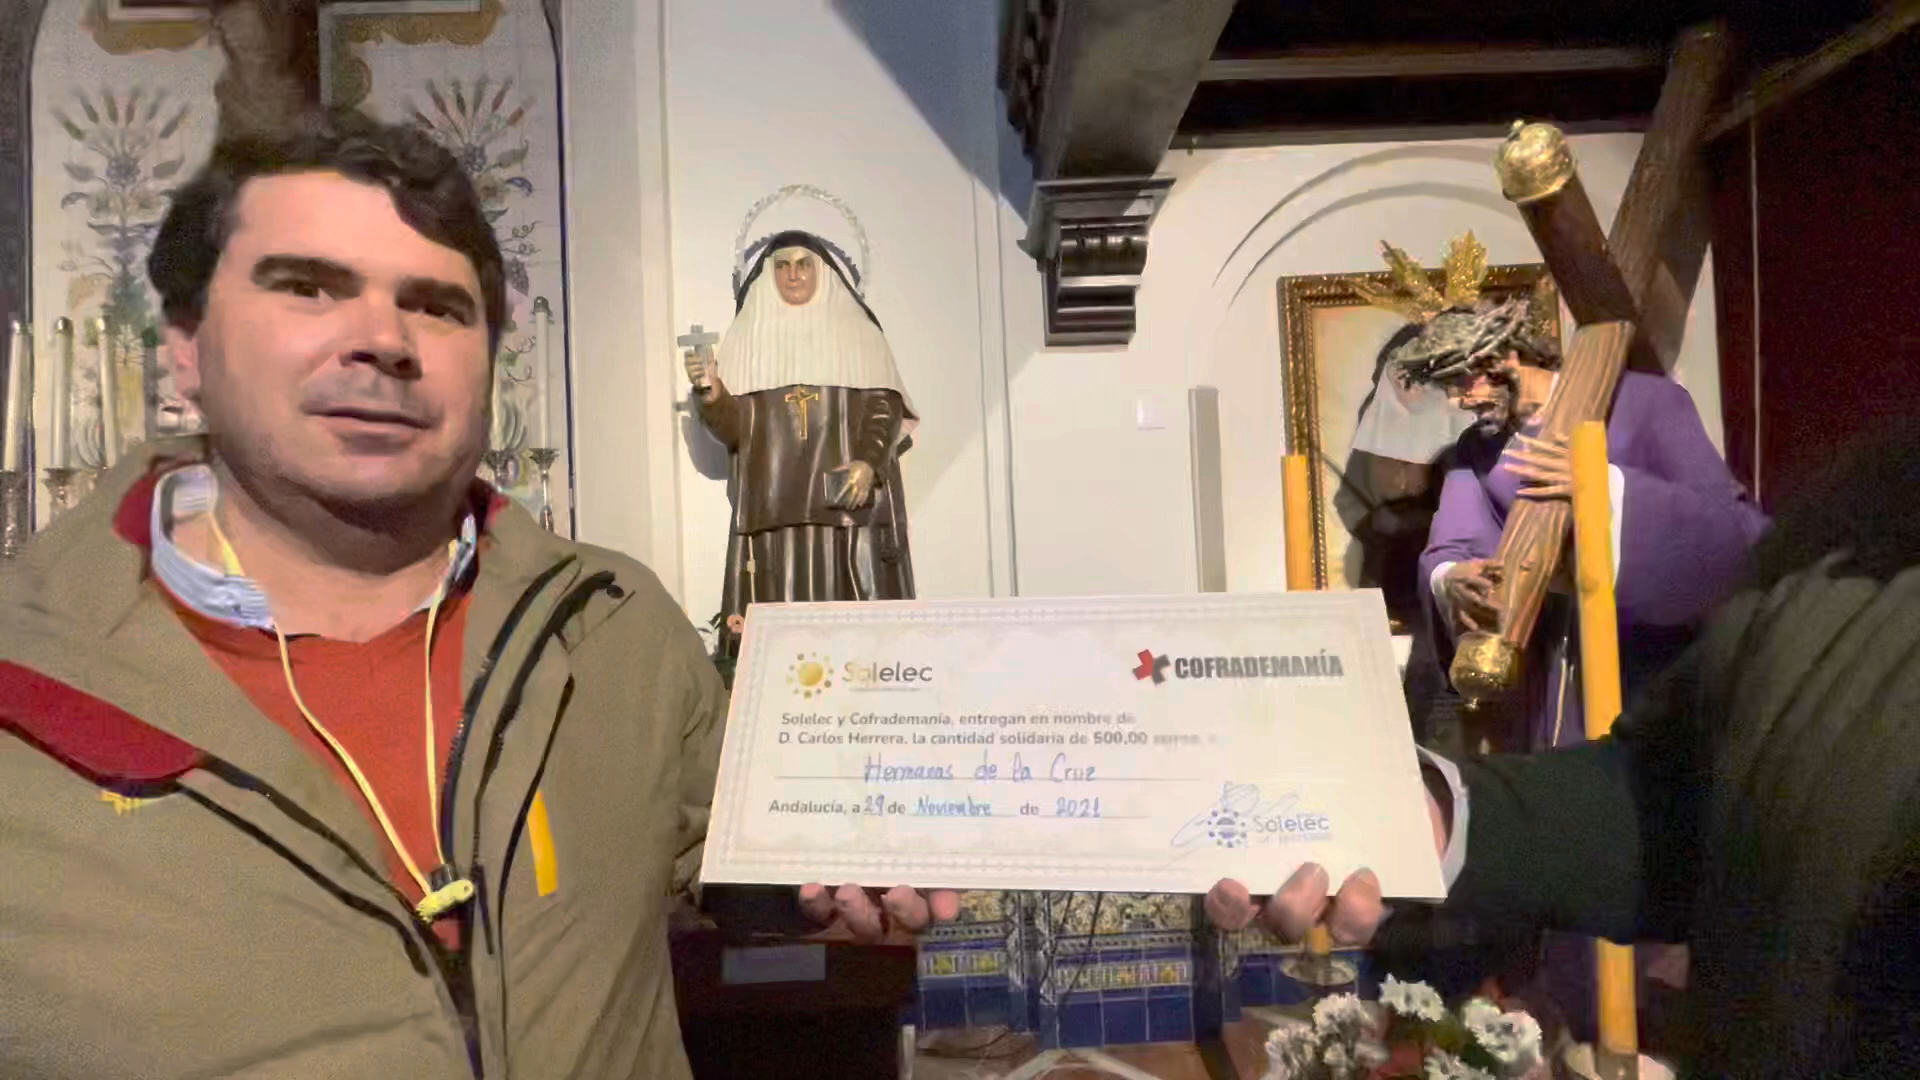 Solelec
COFRADEMANÍA
Solelec y Cofrademanía, entregan en nombre de
D. Carlos Herrera, la cantidad solidaria de 500,00 euros, a
Hermanas de la Cruz
Andalucía, a 29 de Noviembre de 2021
Solelec